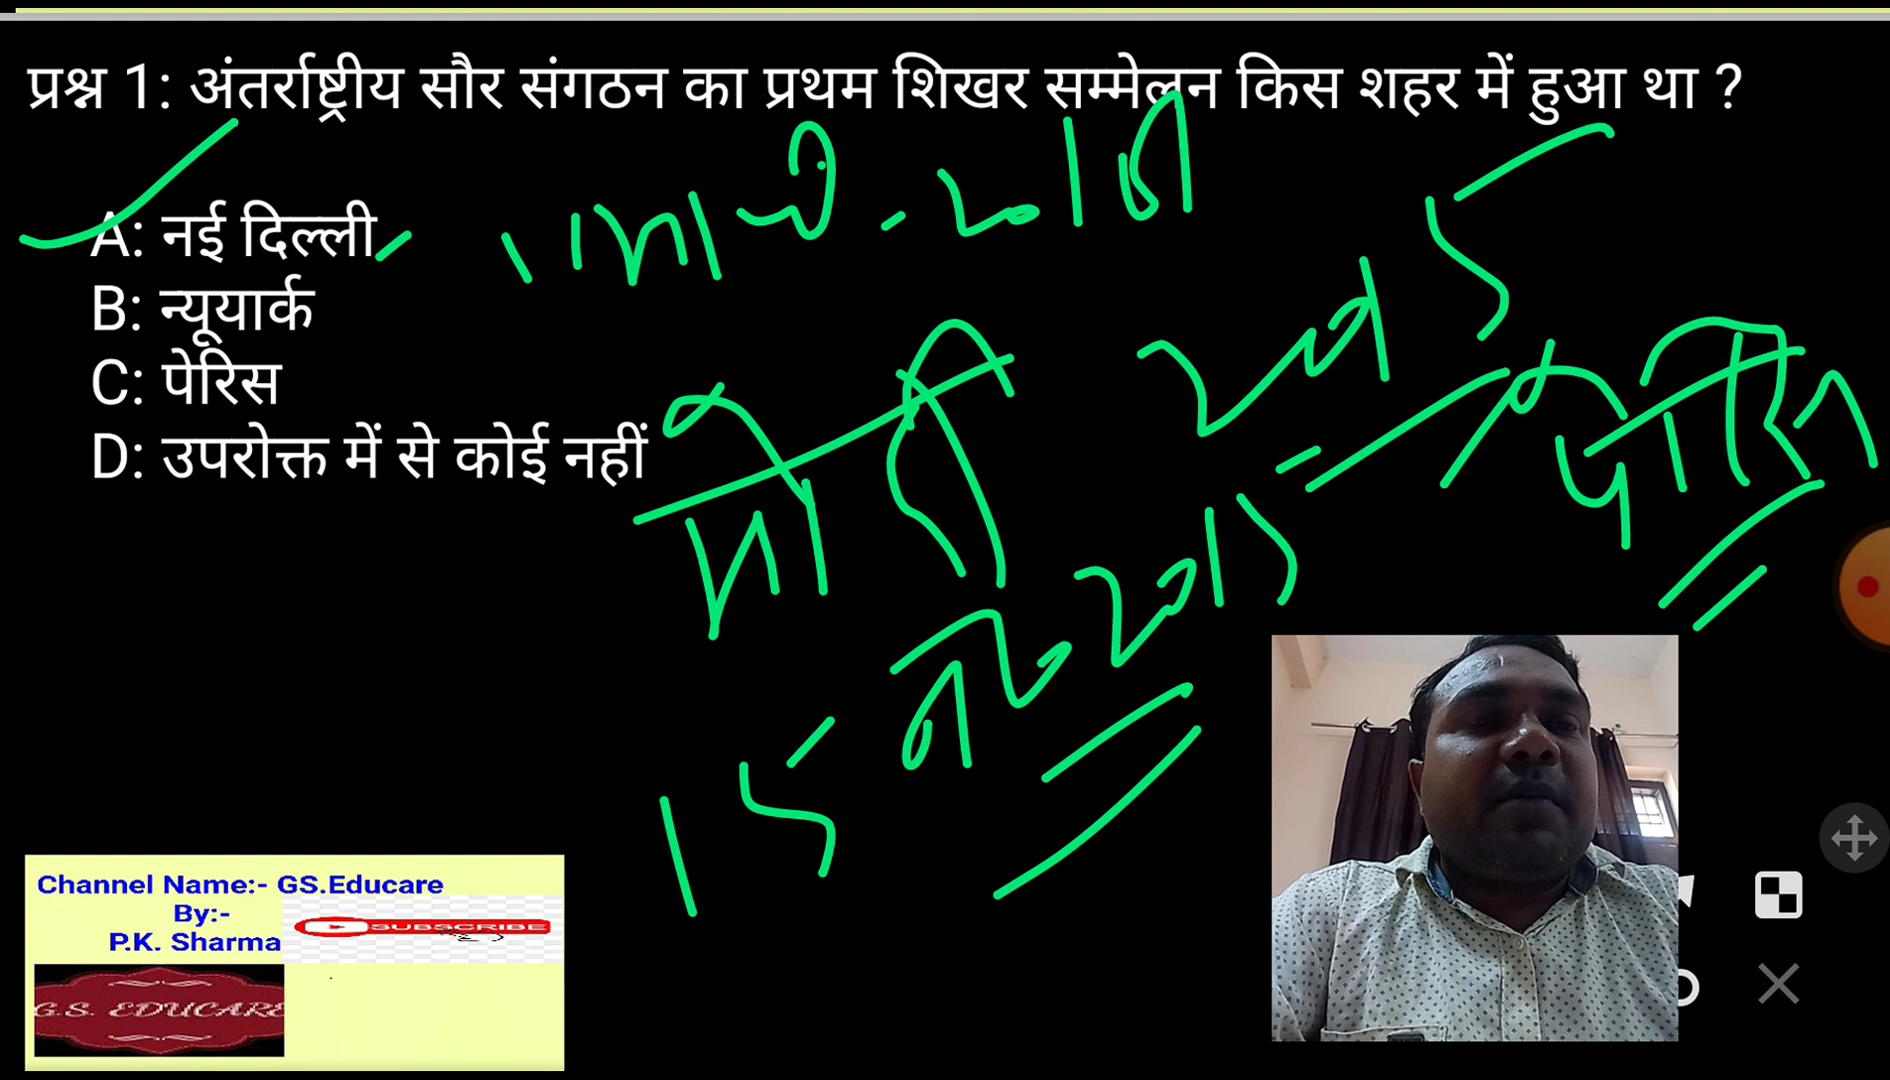 प्रश्न 1: अंतर्राष्ट्रीय सौर संगठन का प्रथम शिखर सम्मेलन किस शहर में हुआ था ?
A: नई दिल्ली
B: न्यूयार्क
C: पेरिस
D: उपरोक्त में से कोई नहीं
11 मार्च - 2018
2015
मोदी
15 नव 2015
Channel Name:- GS.Educare
By:-
P.K. Sharma
SUBSCRIBE
G.S. EDUCARE